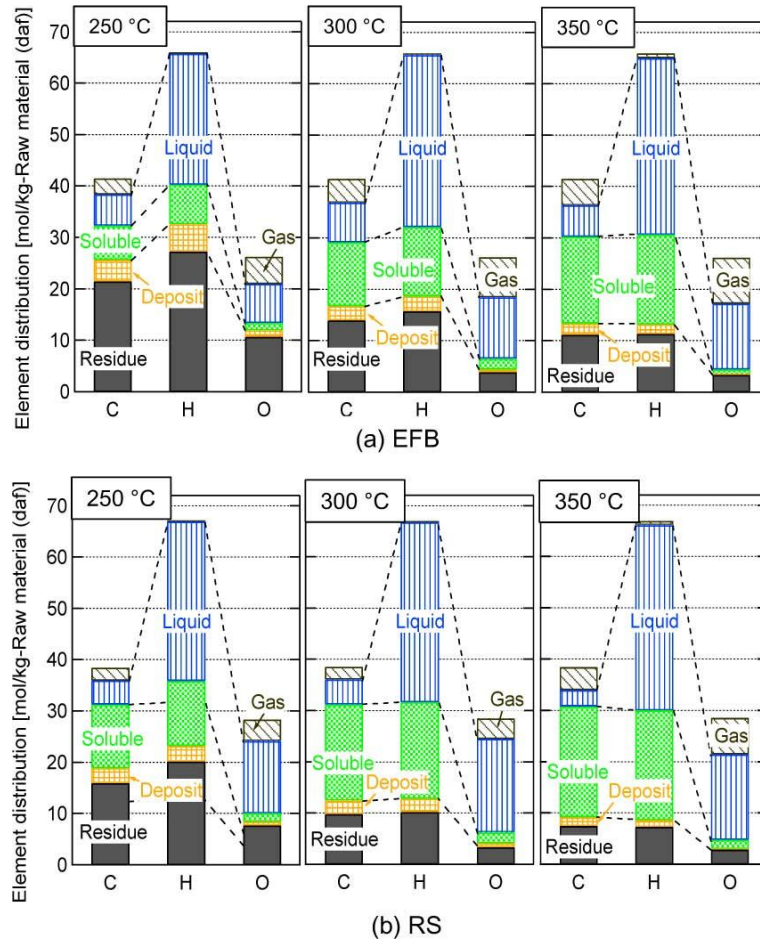 Element distribution [mol/kg-Raw material (daf)]
70
60
50
40
30
20
10
0
250 °C
300 °C
350 °C
Liquid
Soluble
Deposit
Gas
Residue
C
H
O
Liquid
Soluble
Deposit
Gas
Residue
C
H
O
Liquid
Soluble
Deposit
Gas
Residue
C
H
O
(a) EFB
Element distribution [mol/kg-Raw material (daf)]
70
60
50
40
30
20
10
0
250 °C
300 °C
350 °C
Liquid
Gas
Soluble
Deposit
Residue
C
H
O
Liquid
Gas
Soluble
Deposit
Residue
C
H
O
Liquid
Gas
Soluble
Deposit
Residue
C
H
O
(b) RS